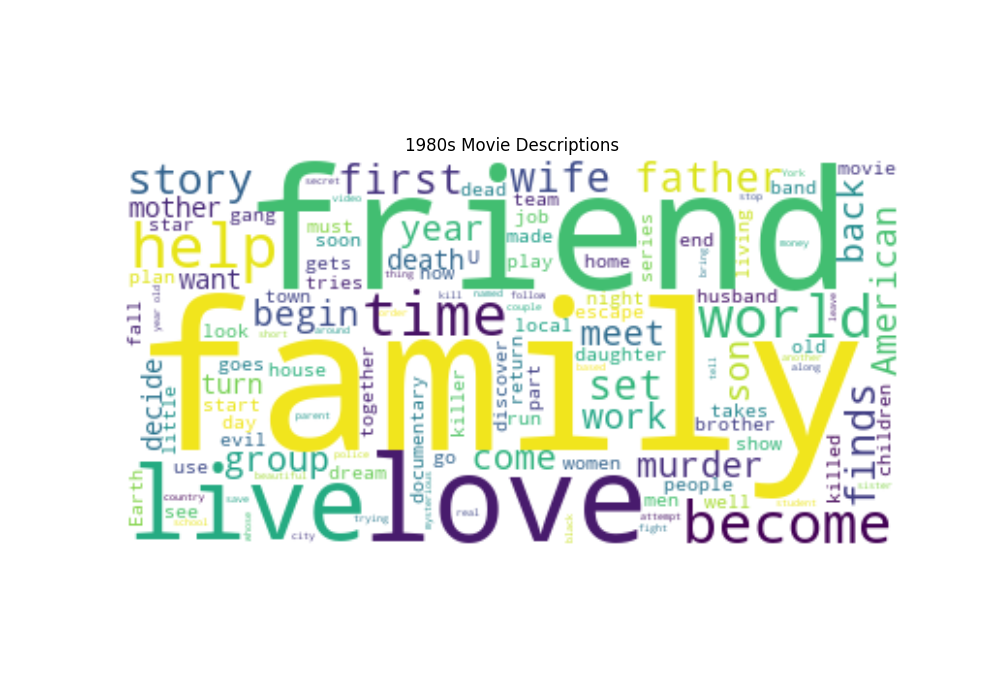 1980s Movie Descriptions
story
secret
first
dead
wife
father
York
movie
mother
gang
video
team
band
stop
back
star
friend
job
help
must
soon
year
made
series
living
American
plan
want
gets
tries
death
U
now
thing
play
home
end
bring
money
fall
year old
town
begin
around
time
kill
named
follow
couple
night
escape
husband
world
leave
look
short
order
local
meet
old
along
another
family
goes
house
turn
start
day
evil
parent
together
documentary
killer
discover
return
part
run
based
daughter
set
work
son
tell
takes
brother
show
decide
little
finds
children
killed
use
group
police
beautiful
dream
go
come
women
murder
people
sister
Earth
country
see
school
live
save
whose
city
trying
mysterious
love
real
black
men
attempt
fight
well
student
become